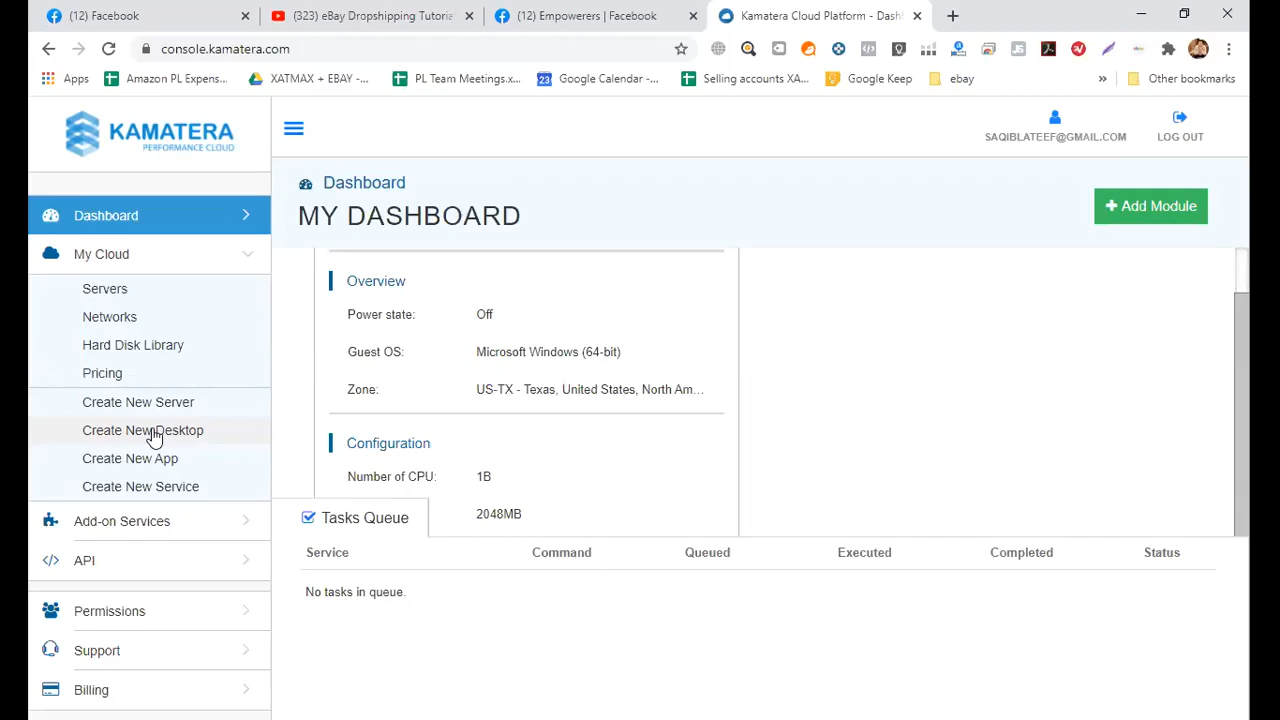 (12) Facebook
(323) eBay Dropshipping Tutoria
(12) Empowerers | Facebook
Kamatera Cloud Platform - Dash
console.kamatera.com
Apps
Amazon PL Expens...
XATMAX + EBAY -...
PL Team Meetings.x...
Google Calendar -...
Selling accounts XA...
Google Keep
ebay
»
Other bookmarks
KAMATERA
PERFORMANCE CLOUD
SAQIBLATEEF@GMAIL.COM
LOG OUT
Dashboard
My Cloud
Servers
Networks
Hard Disk Library
Pricing
Create New Server
Create New Desktop
Create New App
Create New Service
Add-on Services
API
Permissions
Support
Billing
Dashboard
MY DASHBOARD
+ Add Module
Overview
Power state: Off
Guest OS: Microsoft Windows (64-bit)
Zone: US-TX - Texas, United States, North Am...
Configuration
Number of CPU: 1B
2048MB
Tasks Queue
Service Command Queued Executed Completed Status
No tasks in queue.